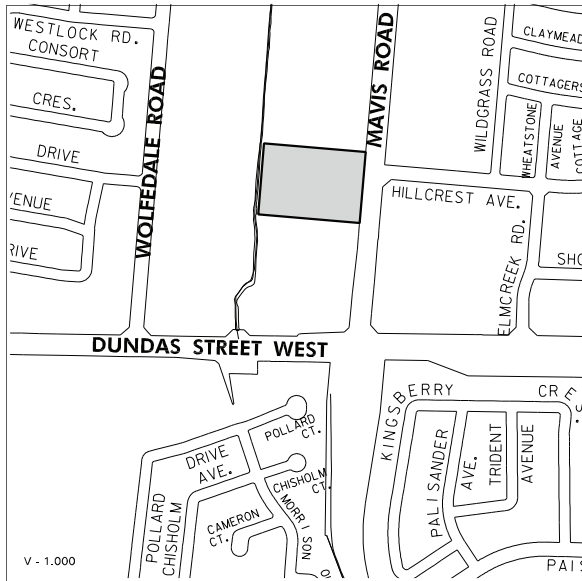 WESTLOCK RD.
CONSORT
CRES.
DRIVE
VENUE
RIVE
WOLFEDALE ROAD
MAVIS ROAD
WILDGRASS ROAD
CLAYMEAD
COTTAGERS
WHEATSTONE
AVENUE
COTTAGE
HILLCREST AVE.
ELMCREEK RD.
SHO
DUNDAS STREET WEST
KINGSBERRY CRES.
POLLARD
CT.
DRIVE
AVE.
CHISHOLM
CT.
POLLARD
CHISHOLM
CAMERON
CT.
MORRISON
PALISANDER
AVE.
TRIDENT
AVENUE
PAIS
V - 1.000